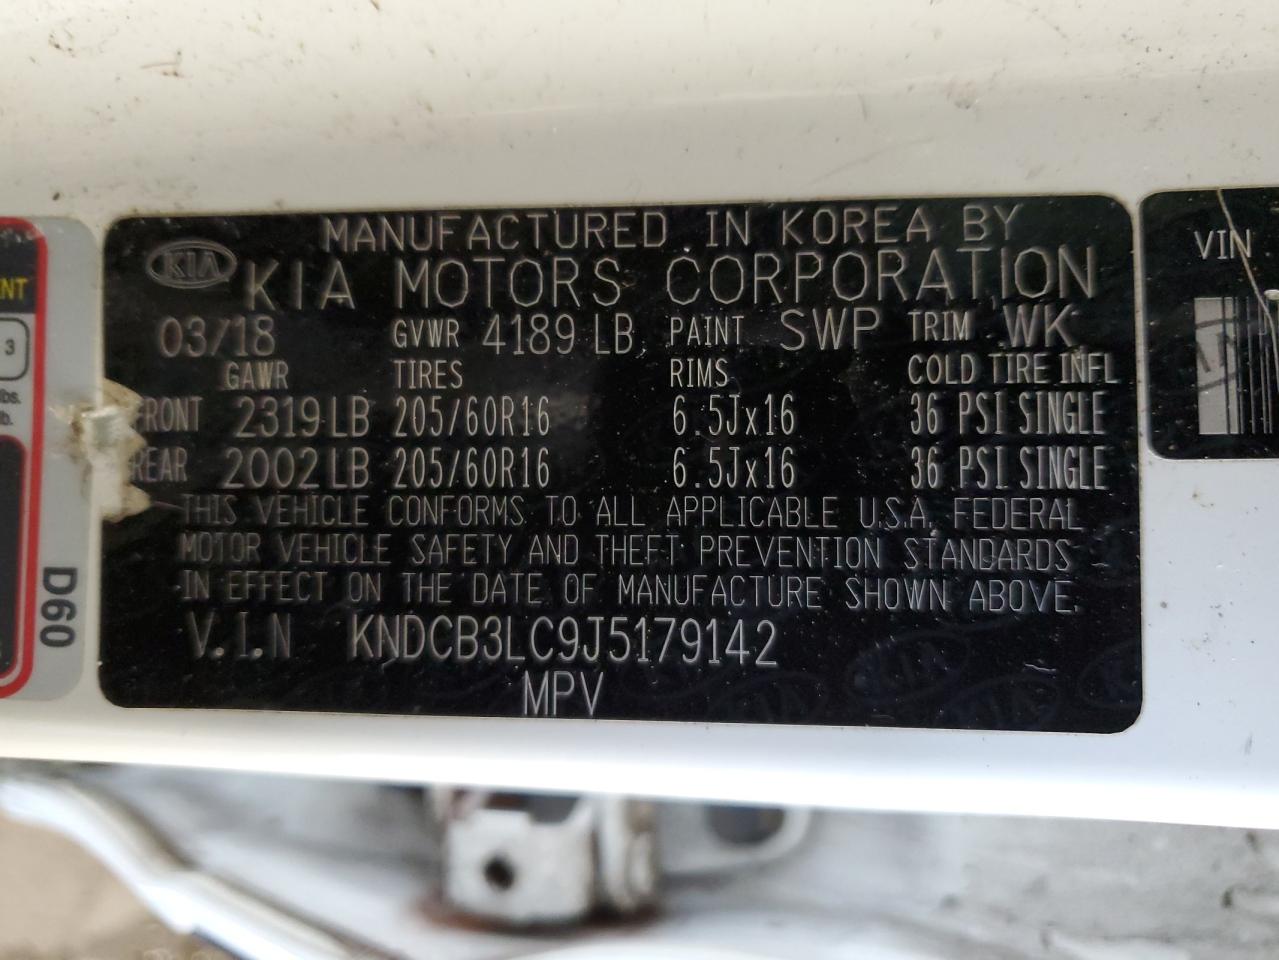 MANUFACTURED IN KOREA BY
KIA KIA MOTORS CORPORATION
03/18 GVWR 4189 LB PAINT SWP TRIM WK
GAWR TIRES RIMS COLD TIRE INFL
FRONT 2319 LB 205/60R16 6.5Jx16 36 PSI SINGLE
REAR 2002 LB 205/60R16 6.5Jx16 36 PSI SINGLE
THIS VEHICLE CONFORMS TO ALL APPLICABLE U.S.A. FEDERAL
MOTOR VEHICLE SAFETY AND THEFT PREVENTION STANDARDS
IN EFFECT ON THE DATE OF MANUFACTURE SHOWN ABOVE.
V.I.N KNDCB3LC9J5179142
MPV
VIN
3
D60